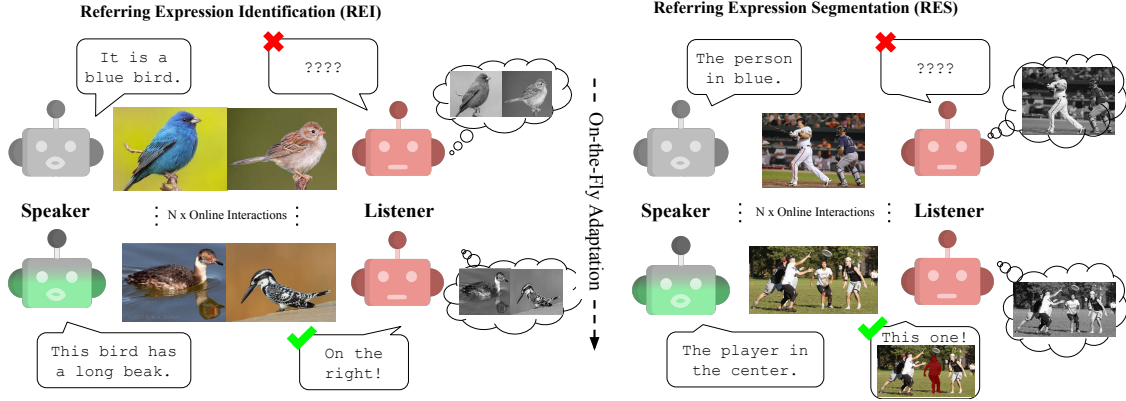 Referring Expression Identification (REI)
It is a
blue bird.
????
Speaker
N x Online Interactions
Listener
This bird has
a long beak.
On the
right!
On-the-Fly Adaptation
Referring Expression Segmentation (RES)
The person
in blue.
????
Speaker
N x Online Interactions
Listener
The player in
the center.
This one!